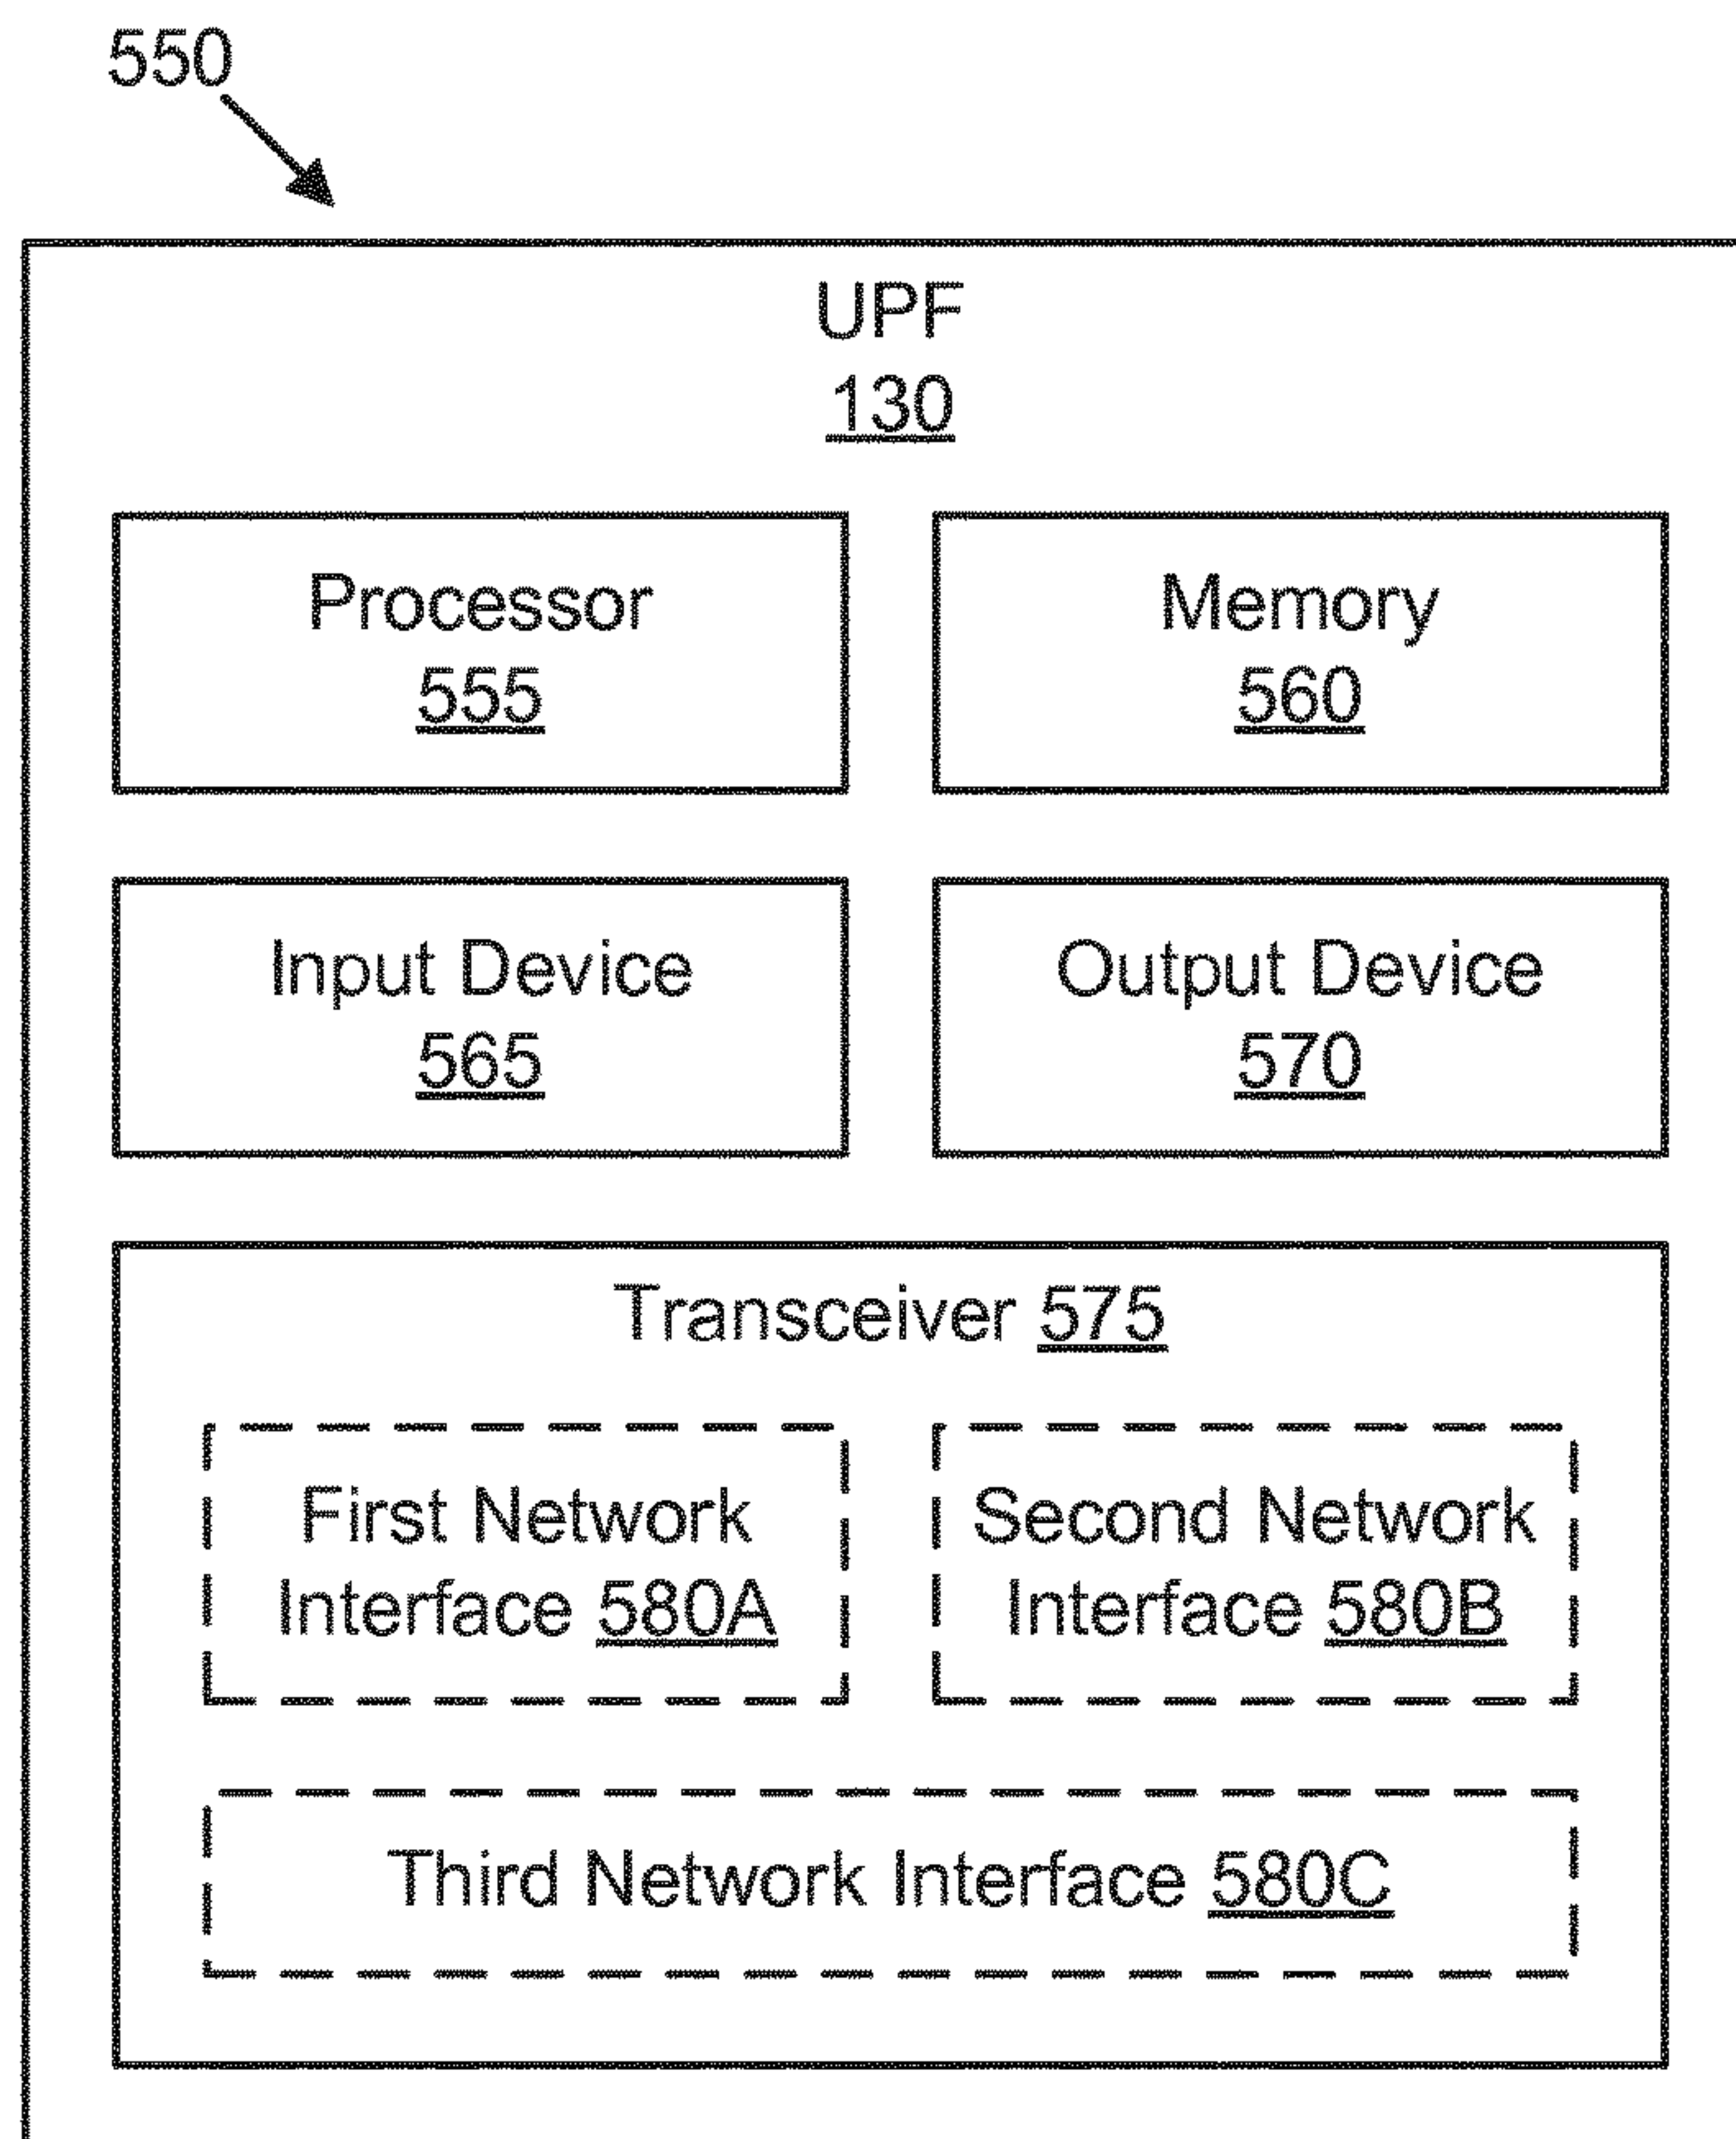 550
UPF
130
Processor
555
Memory
560
Input Device
565
Output Device
570
Transceiver 575
First Network
Interface 580A
Second Network
Interface 580B
Third Network Interface 580C